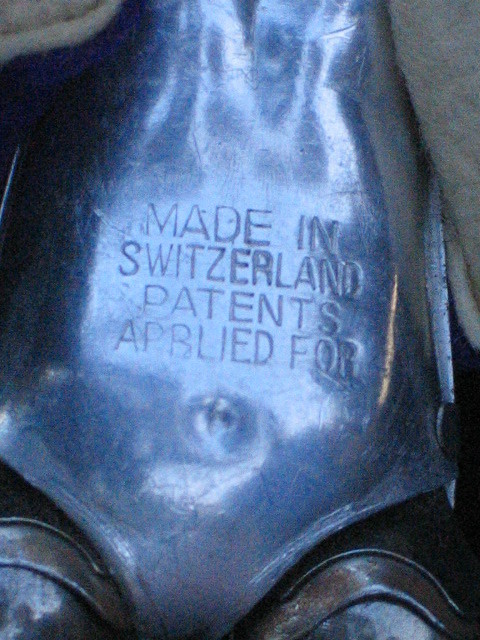 MADE IN
SWITZERLAND
PATENTS
APPLIED FOR